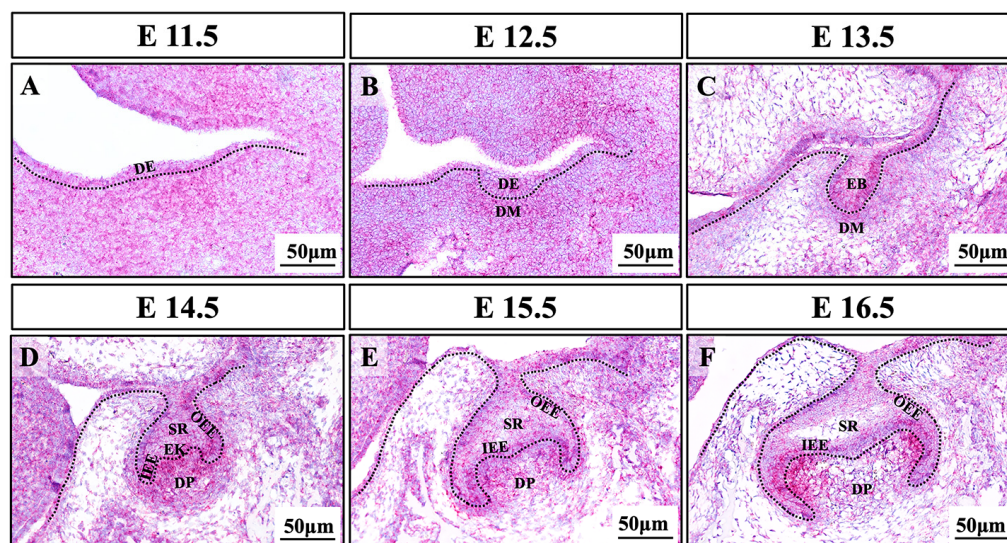 E 11.5
E 12.5
E 13.5
A
DE
50μm
B
DE
DM
50μm
C
EB
DM
50μm
E 14.5
E 15.5
E 16.5
D
OEE
SR
EK
IEE
DP
50μm
E
OEE
SR
IEE
DP
50μm
F
OEE
SR
IEE
DP
50μm